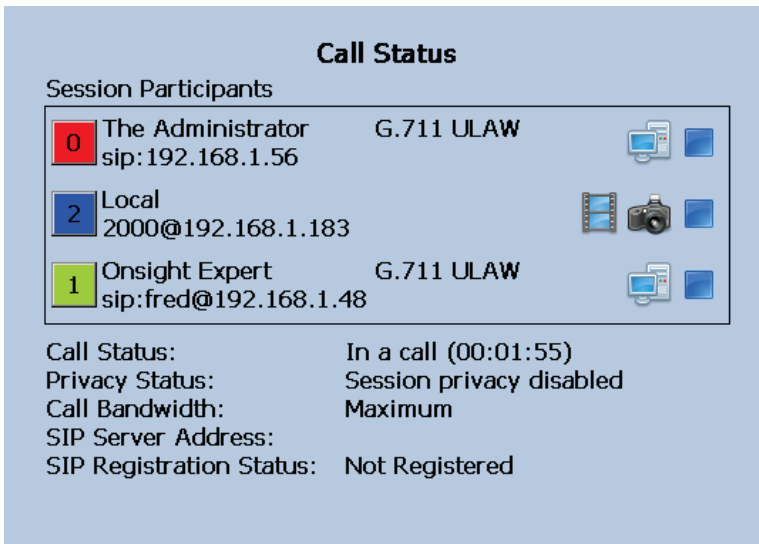 Call Status
Session Participants
0 The Administrator G.711 ULAW
sip:192.168.1.56
2 Local
2000@192.168.1.183
1 Onsight Expert G.711 ULAW
sip:fred@192.168.1.48
Call Status: In a call (00:01:55)
Privacy Status: Session privacy disabled
Call Bandwidth: Maximum
SIP Server Address:
SIP Registration Status: Not Registered